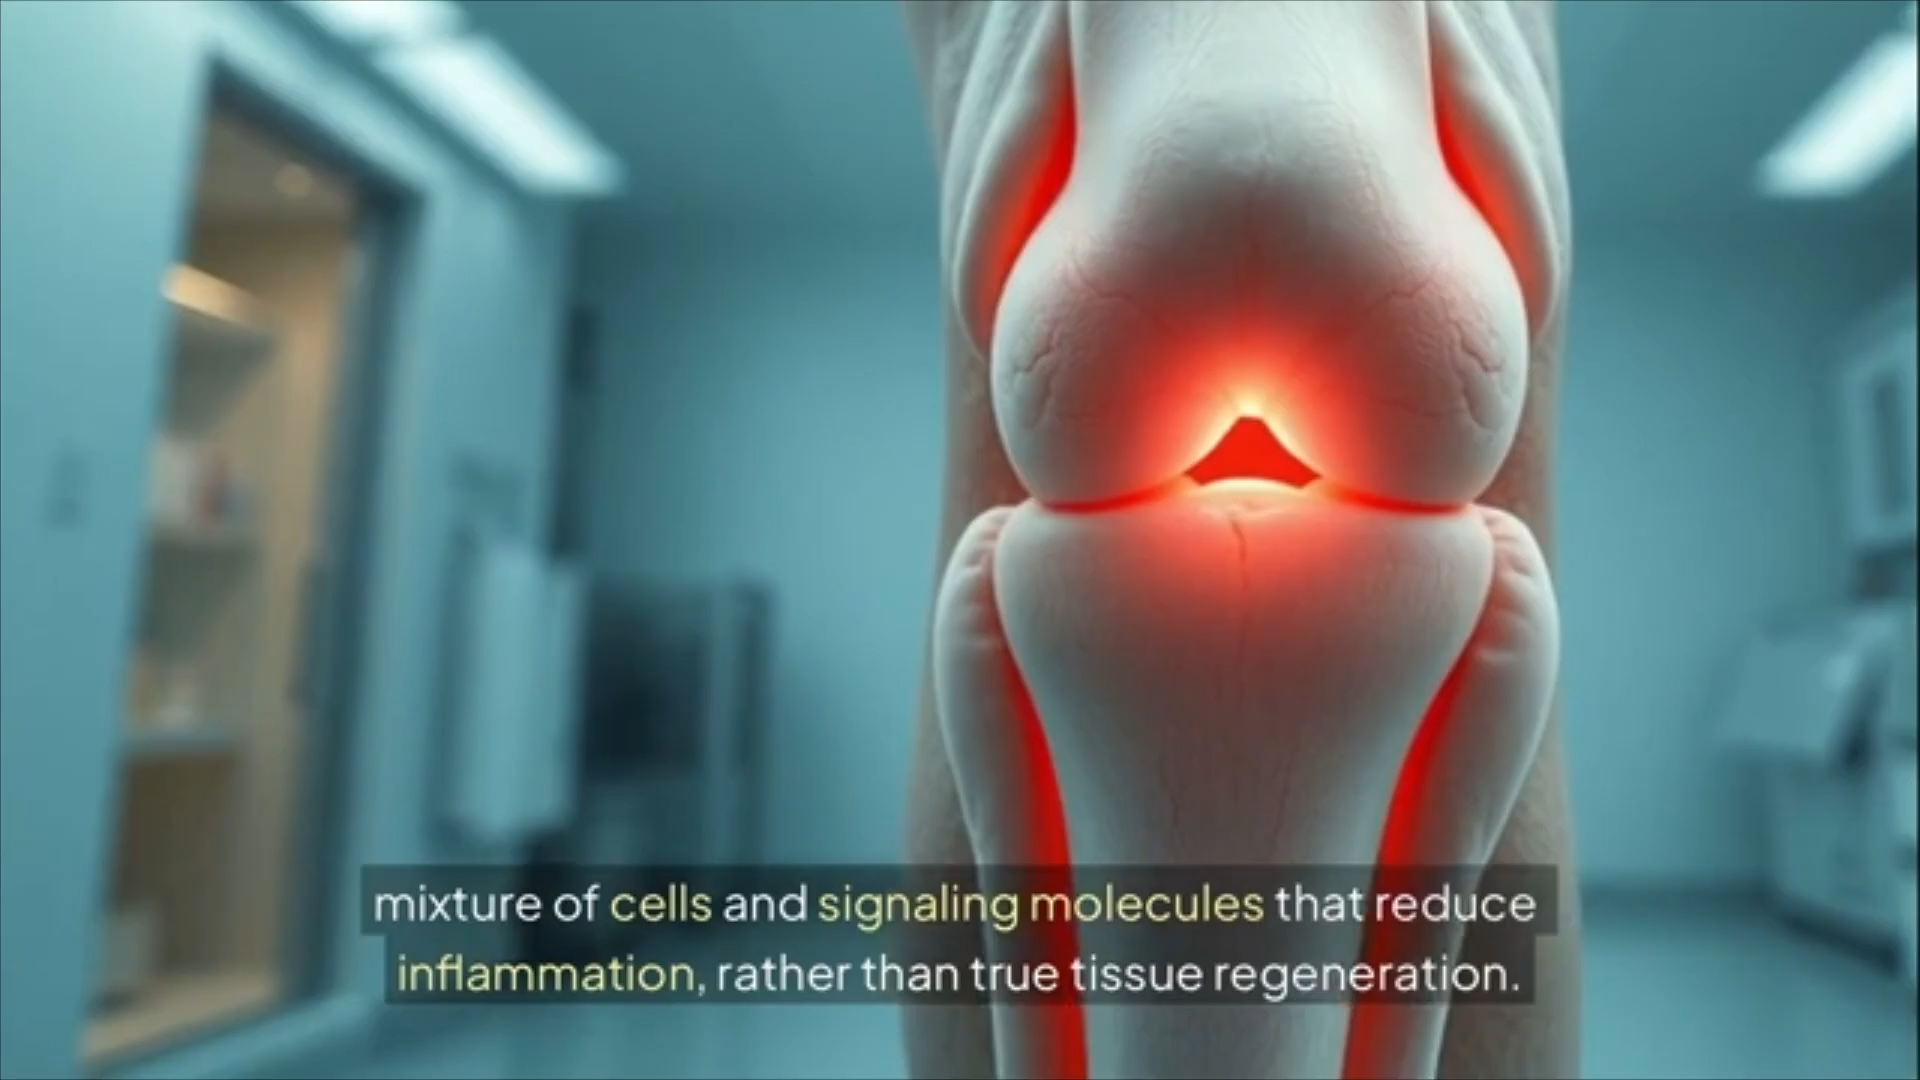 mixture of cells and signaling molecules that reduce
inflammation, rather than true tissue regeneration.